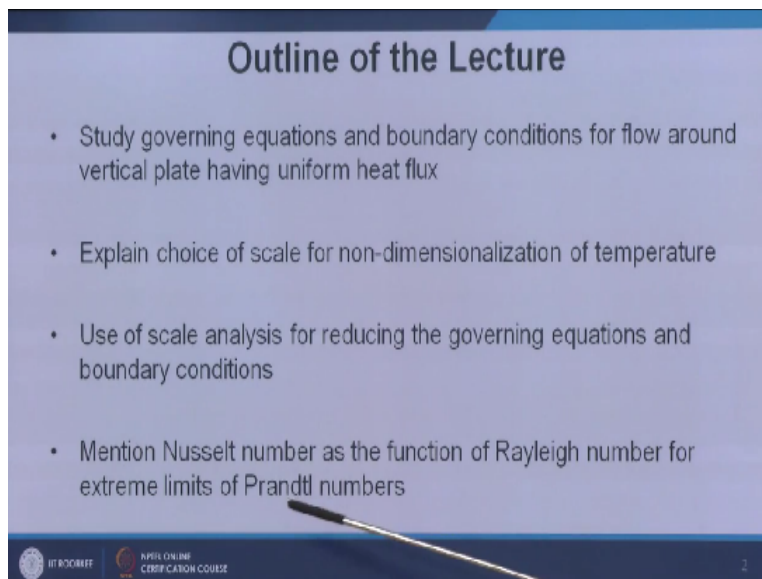 Outline of the Lecture
• Study governing equations and boundary conditions for flow around
vertical plate having uniform heat flux
• Explain choice of scale for non-dimensionalization of temperature
• Use of scale analysis for reducing the governing equations and
boundary conditions
• Mention Nusselt number as the function of Rayleigh number for
extreme limits of Prandtl numbers
IIT ROORKEE
NPTEL ONLINE
CERTIFICATION COURSE
2